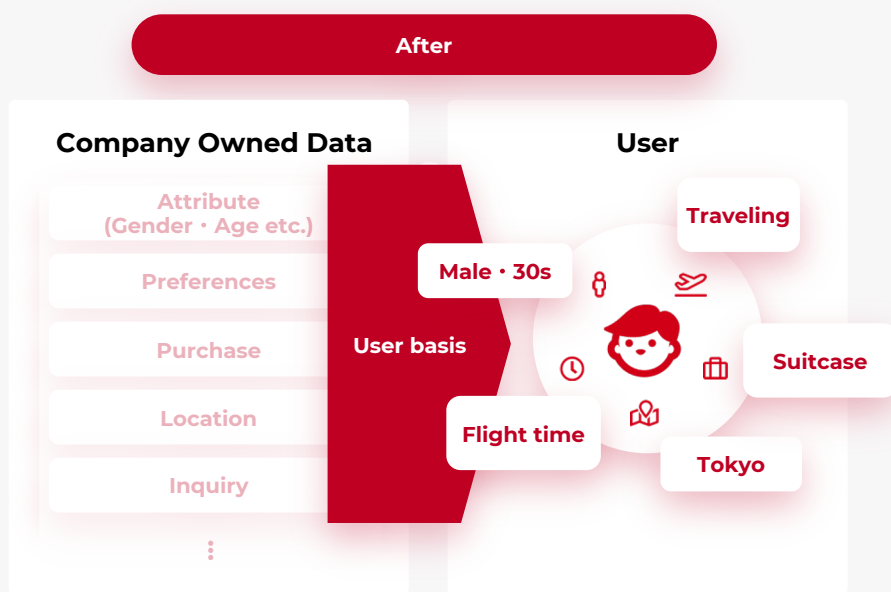 After
Company Owned Data
Attribute
(Gender・Age etc.)
Preferences
Purchase
Location
Inquiry
User basis
User
Traveling
Male・30s
Suitcase
Flight time
Tokyo